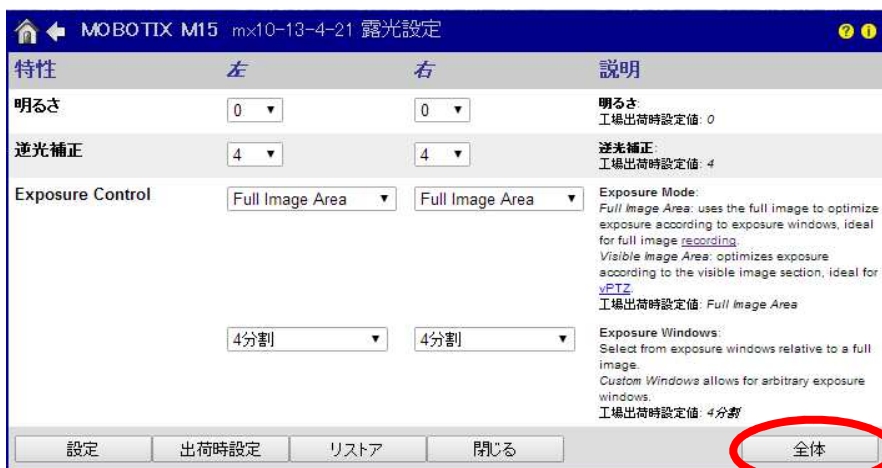 MOBOTIX M15 mx10-13-4-21 露光設定
特性 左 右 説明
明るさ 0 0 明るさ:
工場出荷時設定値: 0
逆光補正 4 4 逆光補正:
工場出荷時設定値: 4
Exposure Control Full Image Area Full Image Area Exposure Mode:
Full Image Area: uses the full image to optimize
exposure according to exposure windows, ideal
for full image recording.
Visible Image Area: optimizes exposure
according to the visible image section, ideal for
vPTZ.
工場出荷時設定値: Full Image Area
4分割 4分割 Exposure Windows:
Select from exposure windows relative to a full
image.
Custom Windows allows for arbitrary exposure
windows.
工場出荷時設定値: 4分割
設定 出荷時設定 リストア 閉じる 全体